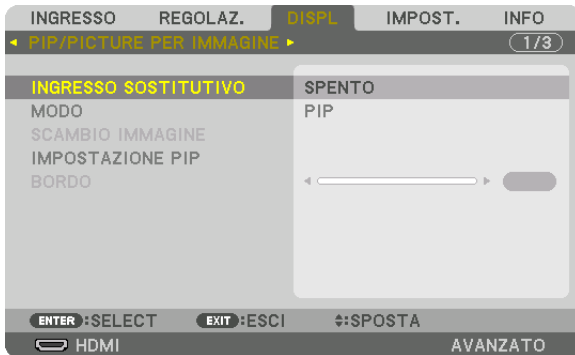 INGRESSO REGOLAZ. DISPL IMPOST. INFO
PIP/PICTURE PER IMMAGINE 1/3
INGRESSO SOSTITUTIVO SPENTO
MODO PIP
SCAMBIO IMMAGINE
IMPOSTAZIONE PIP
BORDO
ENTER :SELECT EXIT :ESCI :SPOSTA
HDMI AVANZATO